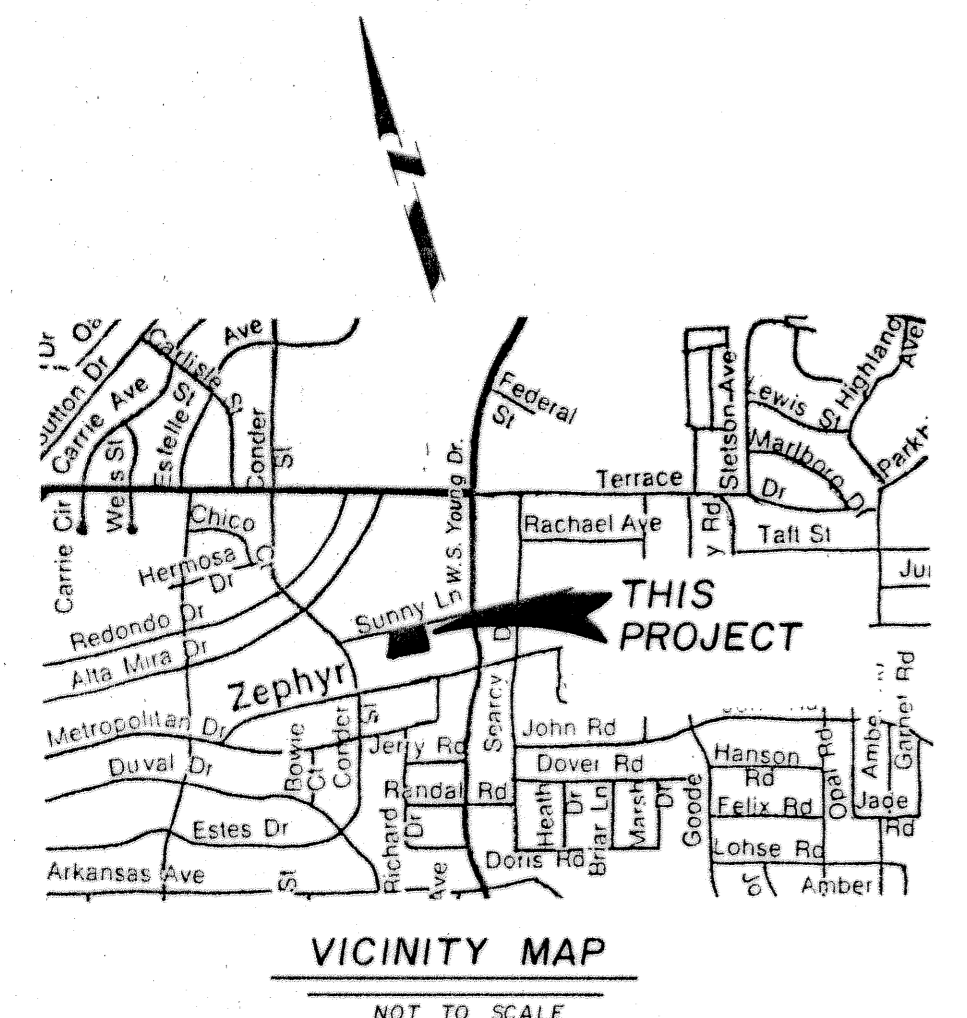 Dr
Oa
Sutton Dr
Carlisle St
Ave
Carrie Ave
Wells St
Estelle St
Conder St
W.S. Young Dr.
Federal St
Stetson Ave
Lewis St
Highland Ave
Marlboro Dr
Parkh
Terrace Dr
Carrie Cir
Chico Ct
Hermosa Dr
Rachael Ave
y Rd
Taft St
Ju
Redondo Dr
Sunny Ln
THIS
PROJECT
Alta Mira Dr
Zephyr
Searcy D
Metropolitan Dr
Bowie Ct
Conder St
Jerry Rd
John Rd
Duval Dr
Dover Rd
Hanson Rd
Opal Rd
Amber
Garnet Rd
Randal Rd
Heath Dr
Briar Ln
Marsh Dr
Goode
Felix Rd
Jade Rd
Estes Dr
Richard Dr
Doris Rd
Lohse Rd
Arkansas Ave
St
Ave
Amber
VICINITY MAP
NOT TO SCALE